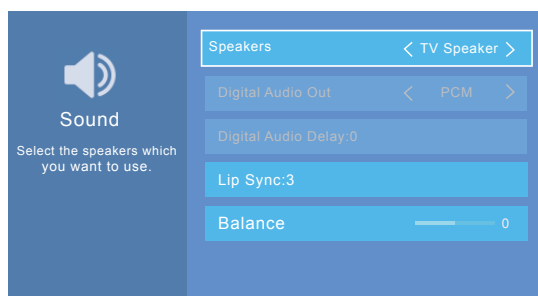 Sound
Select the speakers which
you want to use.
Speakers < TV Speaker >
Digital Audio Out < PCM >
Digital Audio Delay:0
Lip Sync:3
Balance 0